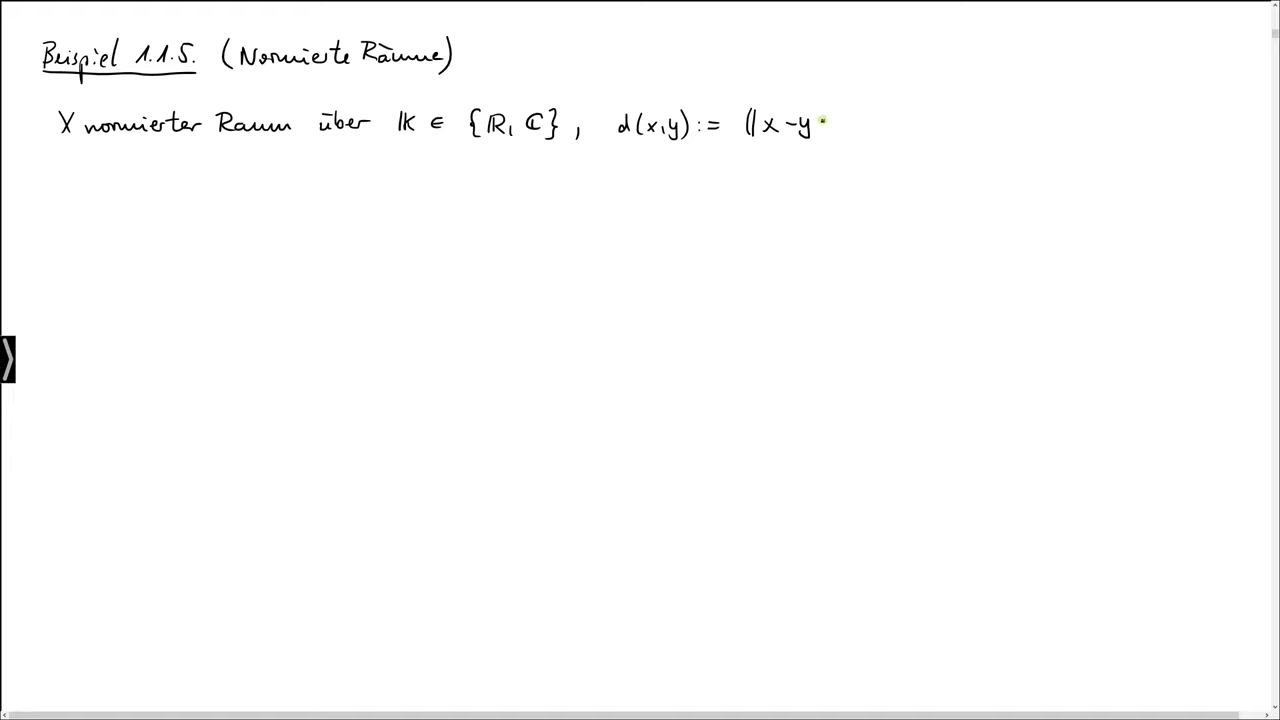 Beispiel 1.1.5. (Normierte Räume)
X normierter Raum über 𝕂 ∈ {ℝ, ℂ}, d(x,y) := ‖x-y